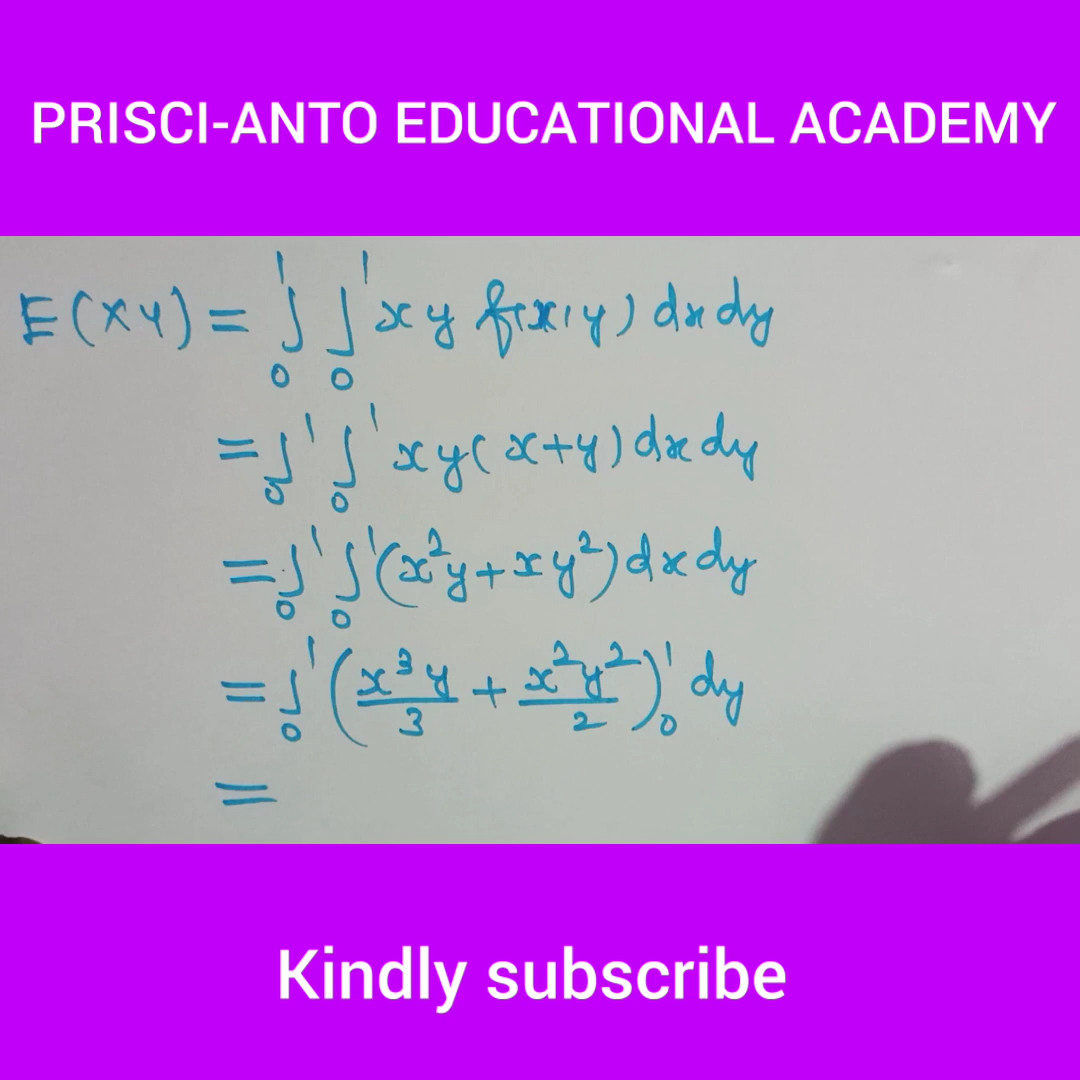 PRISCI-ANTO EDUCATIONAL ACADEMY
E(XY) = ∫₀¹ ∫₀¹ xy f(x,y) dx dy
= ∫₀¹ ∫₀¹ xy(x+y) dx dy
= ∫₀¹ ∫₀¹ (x²y + xy²) dx dy
= ∫₀¹ (x³y/3 + x²y²/2)₀¹ dy
=
Kindly subscribe